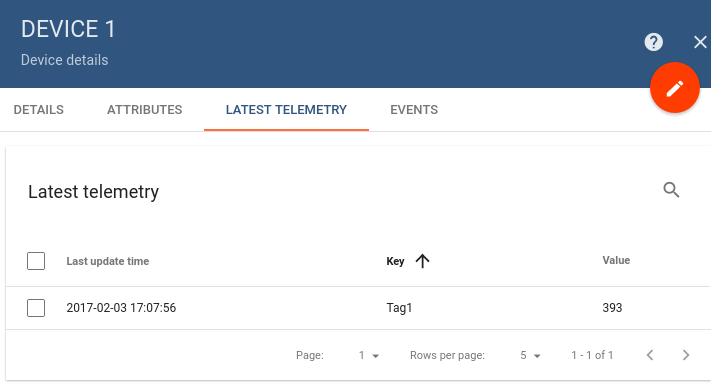 DEVICE 1
Device details
?
DETAILS ATTRIBUTES LATEST TELEMETRY EVENTS
Latest telemetry
Last update time Key Value
2017-02-03 17:07:56 Tag1 393
Page: 1 Rows per page: 5 1 - 1 of 1